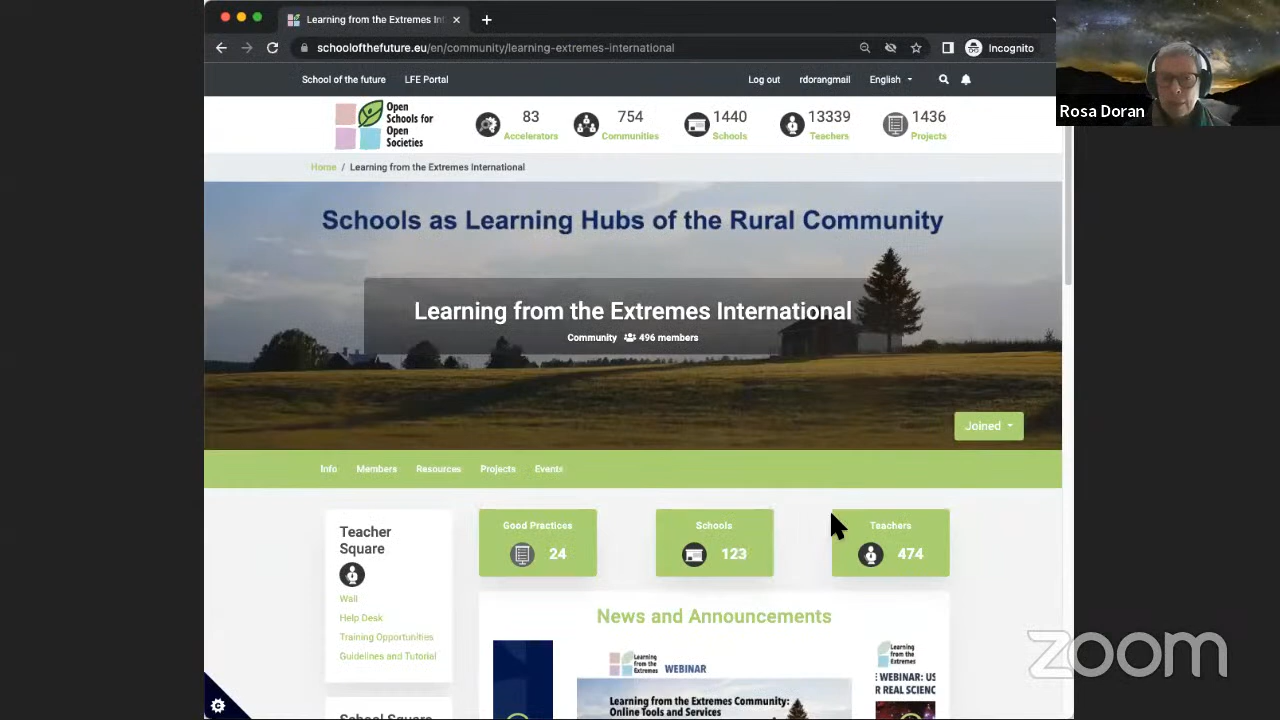 Learning from the Extremes Int
schoolofthefuture.eu/en/community/learning-extremes-international
Incognito
School of the future
LFE Portal
Log out
rdorangmail
English
Rosa Doran
Open
Schools for
Open
Societies
83
Accelerators
754
Communities
1440
Schools
13339
Teachers
1436
Projects
Home / Learning from the Extremes International
Schools as Learning Hubs of the Rural Community
Learning from the Extremes International
Community 496 members
Joined
Info
Members
Resources
Projects
Events
Teacher
Square
Wall
Help Desk
Training Opportunities
Guidelines and Tutorial
School Square
Good Practices
24
Schools
123
Teachers
474
News and Announcements
Learning
from the
Extremes
WEBINAR
Learning from the Extremes Community:
Online Tools and Services
Learning
from the
Extremes
E WEBINAR: US
R REAL SCIENC
zoom